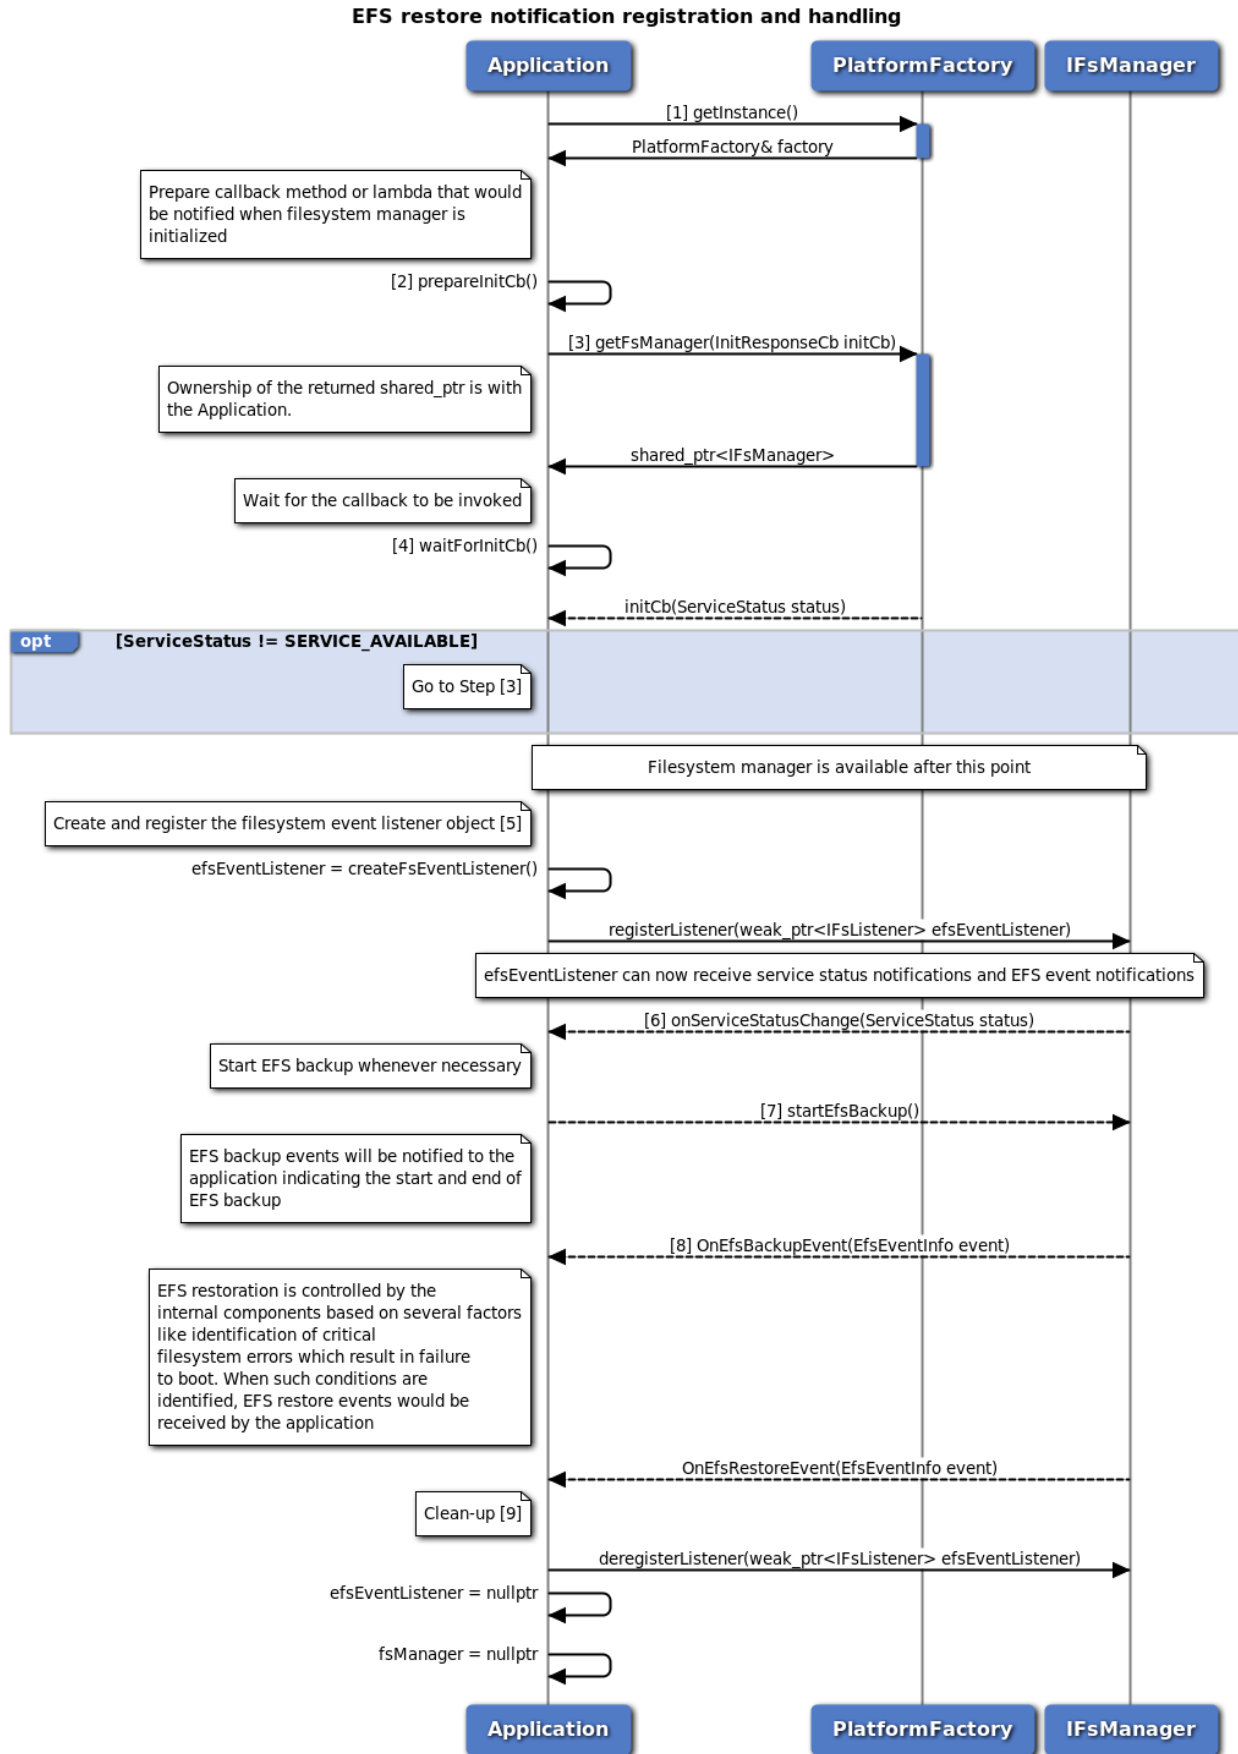 EFS restore notification registration and handling
Application
PlatformFactory
IFsManager
[1] getInstance()
PlatformFactory& factory
Prepare callback method or lambda that would
be notified when filesystem manager is
initialized
[2] prepareInitCb()
[3] getFsManager(InitResponseCb initCb)
Ownership of the returned shared_ptr is with
the Application.
shared_ptr<IFsManager>
Wait for the callback to be invoked
[4] waitForInitCb()
initCb(ServiceStatus status)
opt
[ServiceStatus != SERVICE_AVAILABLE]
Go to Step [3]
Filesystem manager is available after this point
Create and register the filesystem event listener object [5]
efsEventListener = createFsEventListener()
registerListener(weak_ptr<IFsListener> efsEventListener)
efsEventListener can now receive service status notifications and EFS event notifications
[6] onServiceStatusChange(ServiceStatus status)
Start EFS backup whenever necessary
[7] startEfsBackup()
EFS backup events will be notified to the
application indicating the start and end of
EFS backup
[8] OnEfsBackupEvent(EfsEventInfo event)
EFS restoration is controlled by the
internal components based on several factors
like identification of critical
filesystem errors which result in failure
to boot. When such conditions are
identified, EFS restore events would be
received by the application
OnEfsRestoreEvent(EfsEventInfo event)
Clean-up [9]
deregisterListener(weak_ptr<IFsListener> efsEventListener)
efsEventListener = nullptr
fsManager = nullptr
Application
PlatformFactory
IFsManager